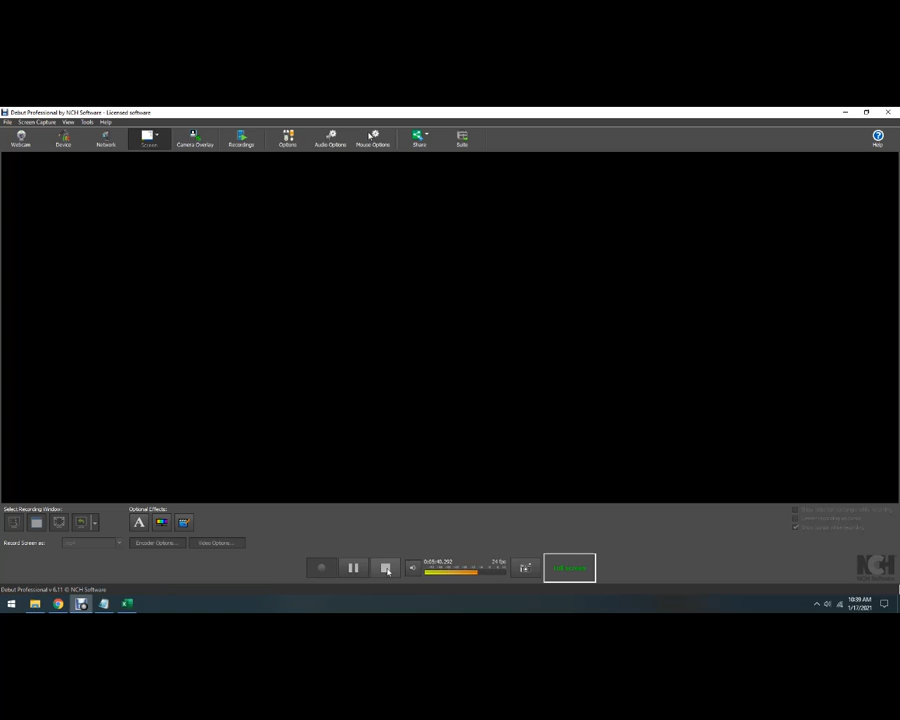 Debut Professional by NCH Software - Licensed software
File Screen Capture View Tools Help
Webcam Device Network Screen Camera Overlay Recordings Options Audio Options Mouse Options Share Suite Help
Select Recording Window: Optional Effects:
A
Record Screen as: Encoder Options... Video Options...
24 fps
NCH
NCH Software
Debut Professional v 6.11 © NCH Software
10:39 AM
1/17/2021